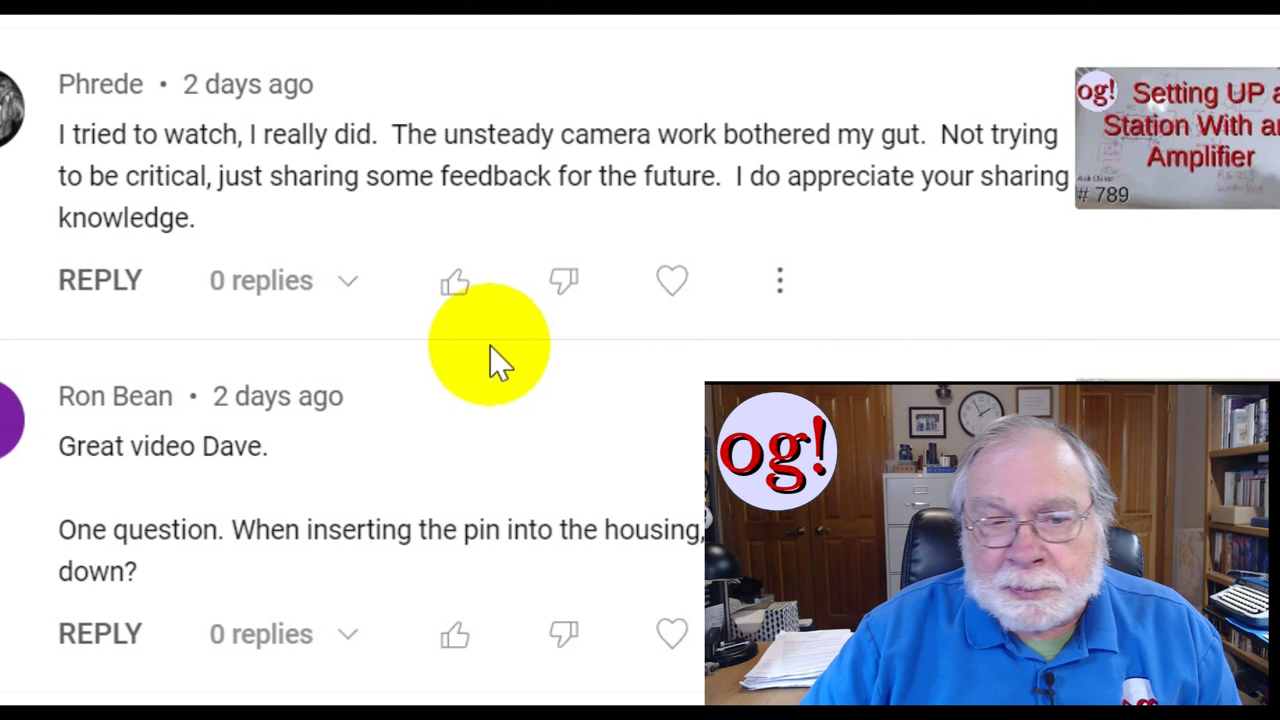 Phrede • 2 days ago
I tried to watch, I really did. The unsteady camera work bothered my gut. Not trying
to be critical, just sharing some feedback for the future. I do appreciate your sharing
knowledge.
REPLY 0 replies
og! Setting UP a
Station With an
Amplifier
# 789
Ron Bean • 2 days ago
Great video Dave.
One question. When inserting the pin into the housing,
down?
REPLY 0 replies
og!